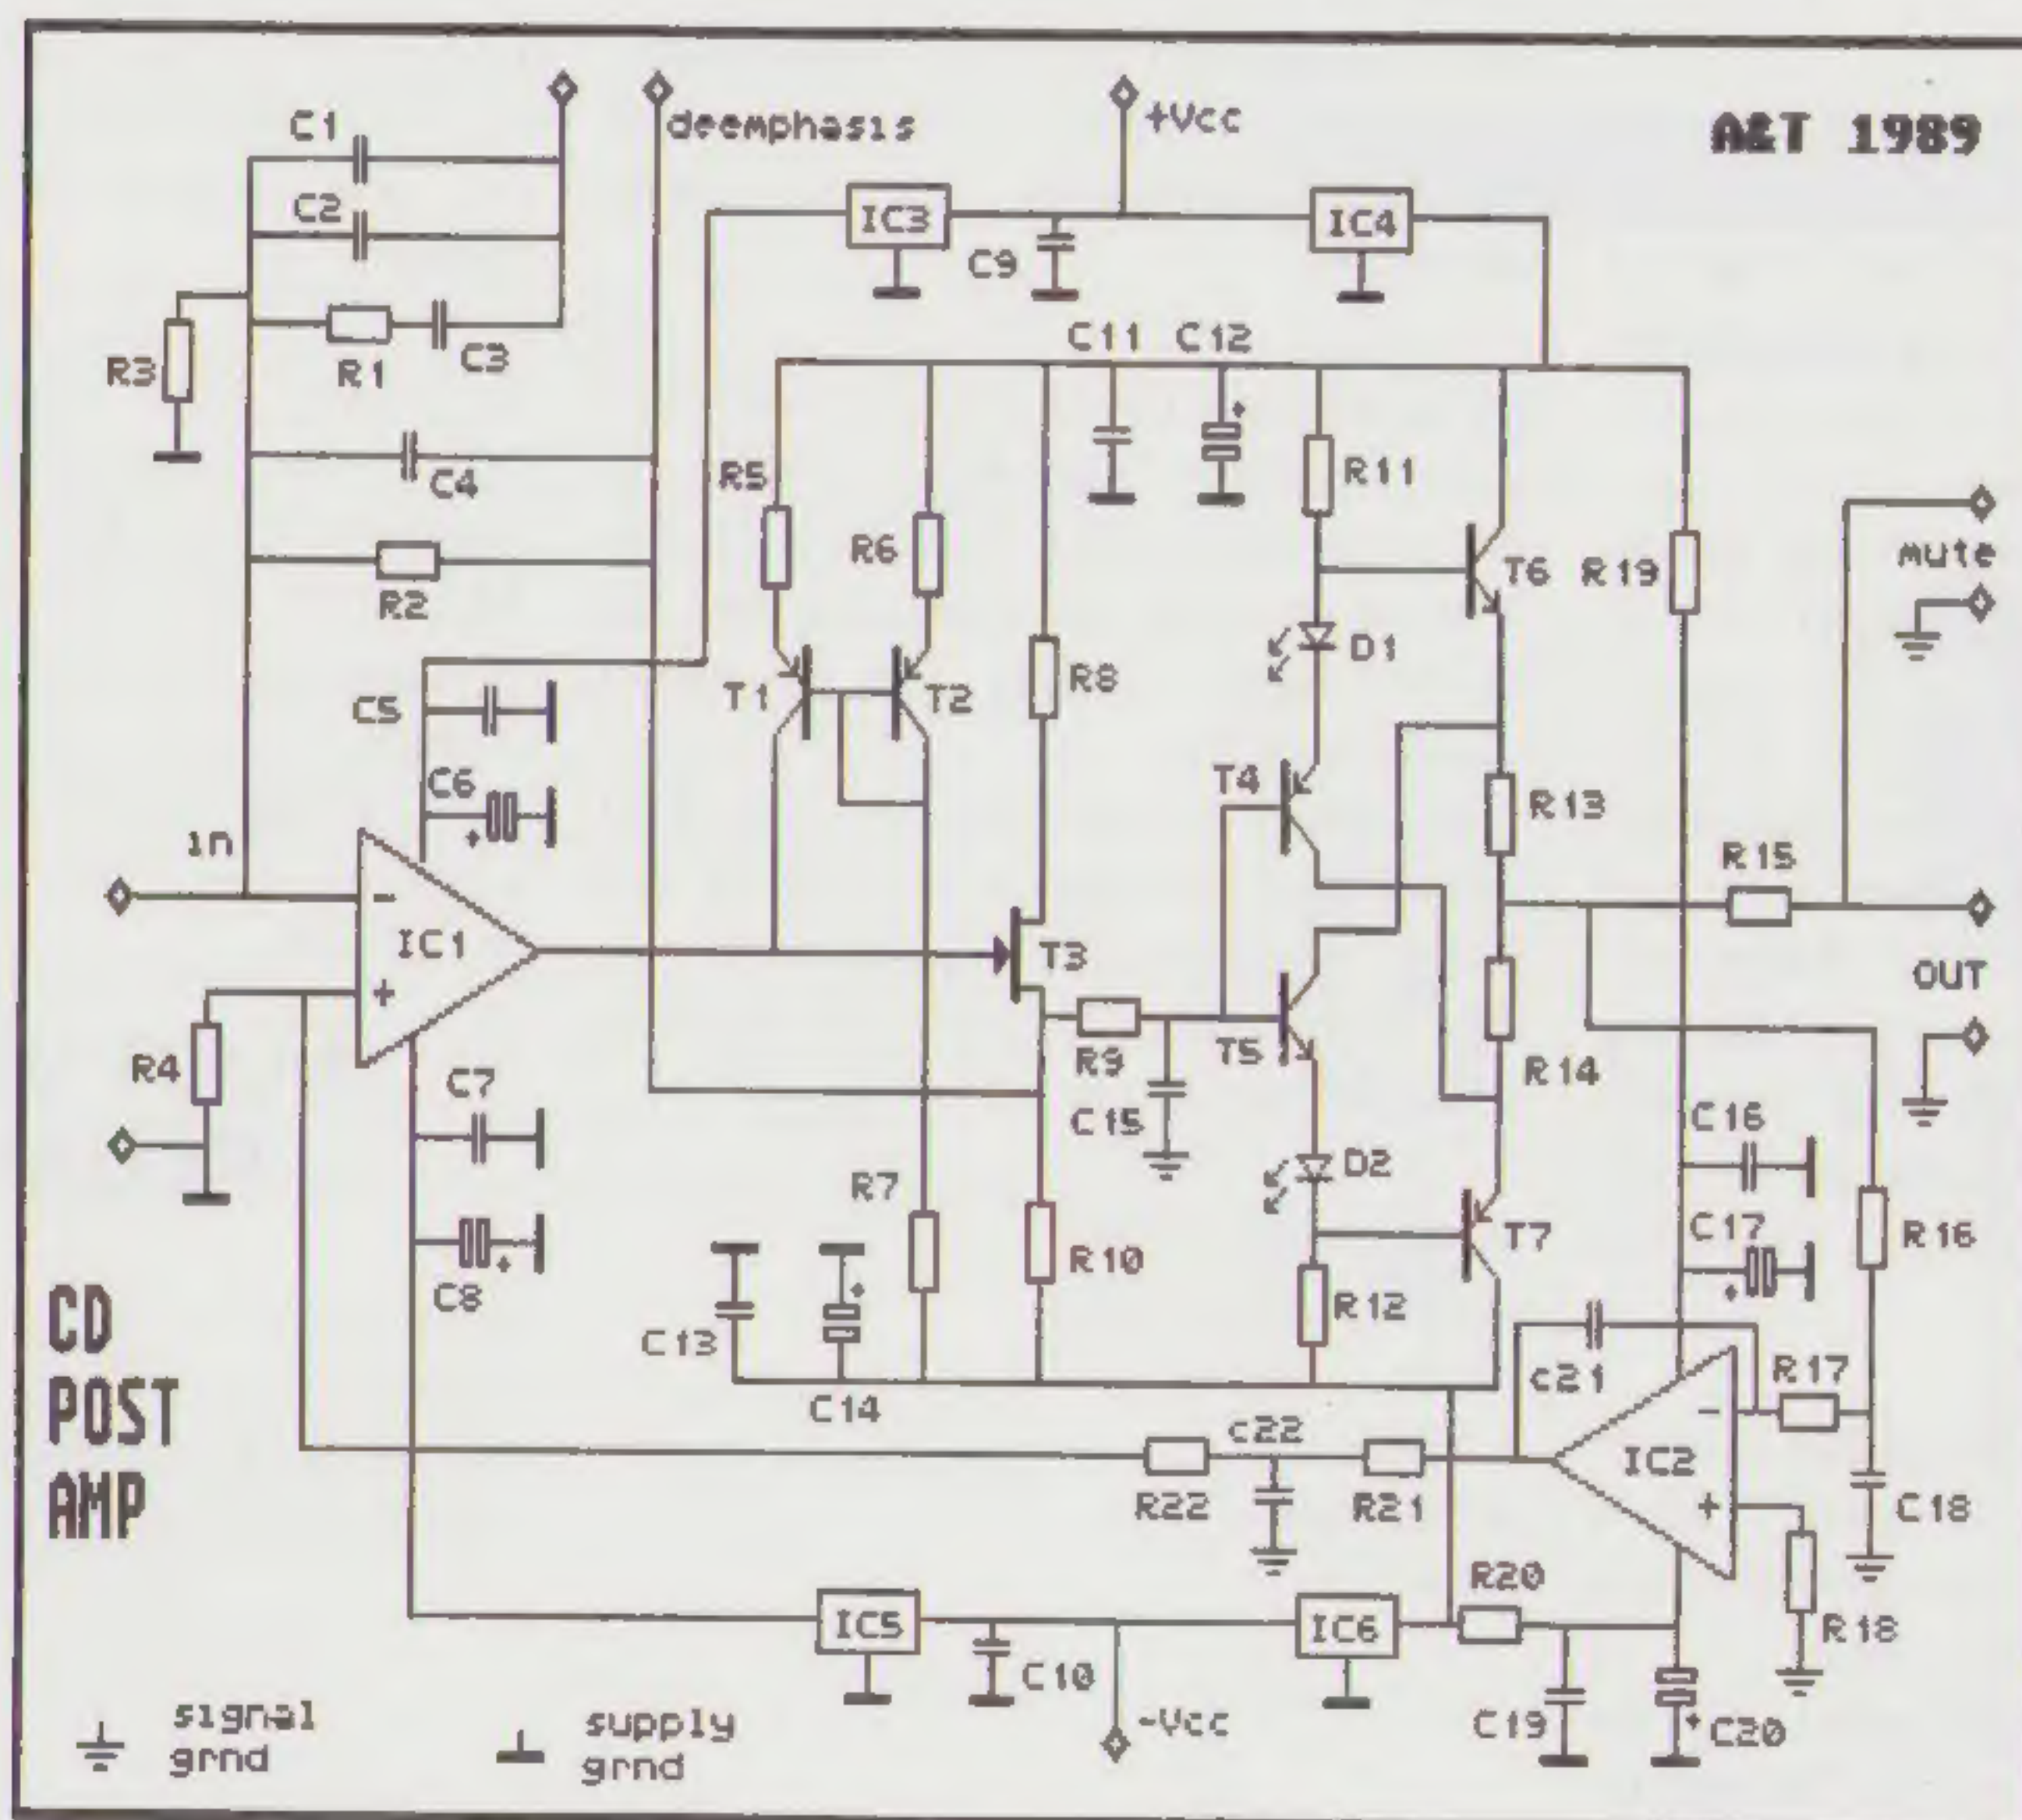 A&T 1989
C1
deemphasis
+Vcc
C2
IC3
IC4
C9
R3
R1
C3
C11
C12
C4
R5
R11
R6
mute
T6
R19
R2
D1
C5
T1
T2
R8
C6
T4
R13
in
R15
-
IC1
T3
OUT
+
R4
R9
T5
R14
C7
C15
C16
D2
R7
C17
R16
R10
T7
C8
R12
C13
CD
POST
AMP
C14
c21
R17
-
c22
IC2
+
R22
R21
C18
R20
IC5
IC6
R18
C10
signal
grnd
supply
grnd
-Vcc
C19
C20